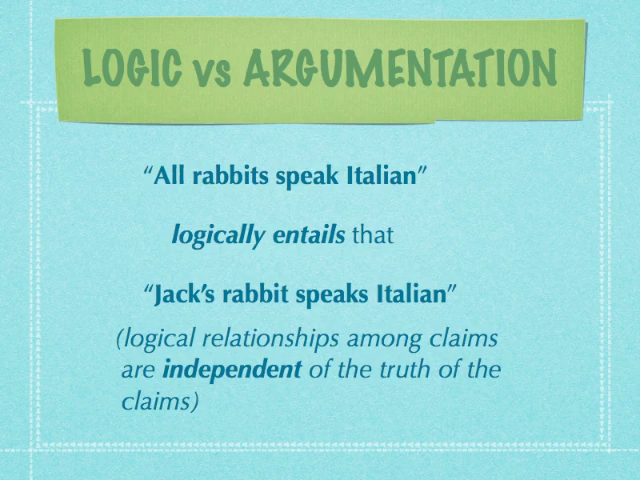 LOGIC vs ARGUMENTATION
“All rabbits speak Italian”
logically entails that
“Jack’s rabbit speaks Italian”
(logical relationships among claims
are independent of the truth of the
claims)